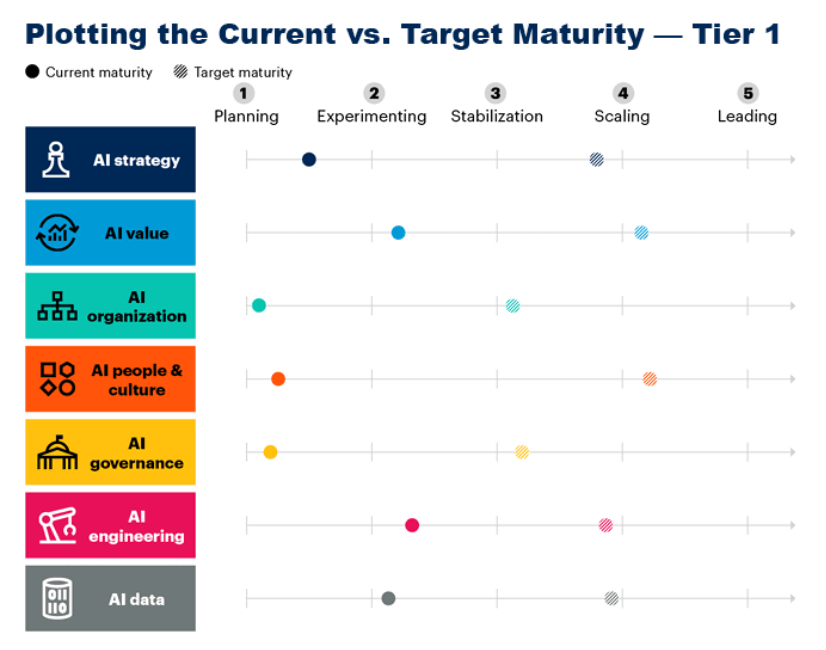 Plotting the Current vs. Target Maturity — Tier 1
Current maturity Target maturity
1 2 3 4 5
Planning Experimenting Stabilization Scaling Leading
AI strategy
AI value
AI
organization
AI people &
culture
AI
governance
AI
engineering
AI data